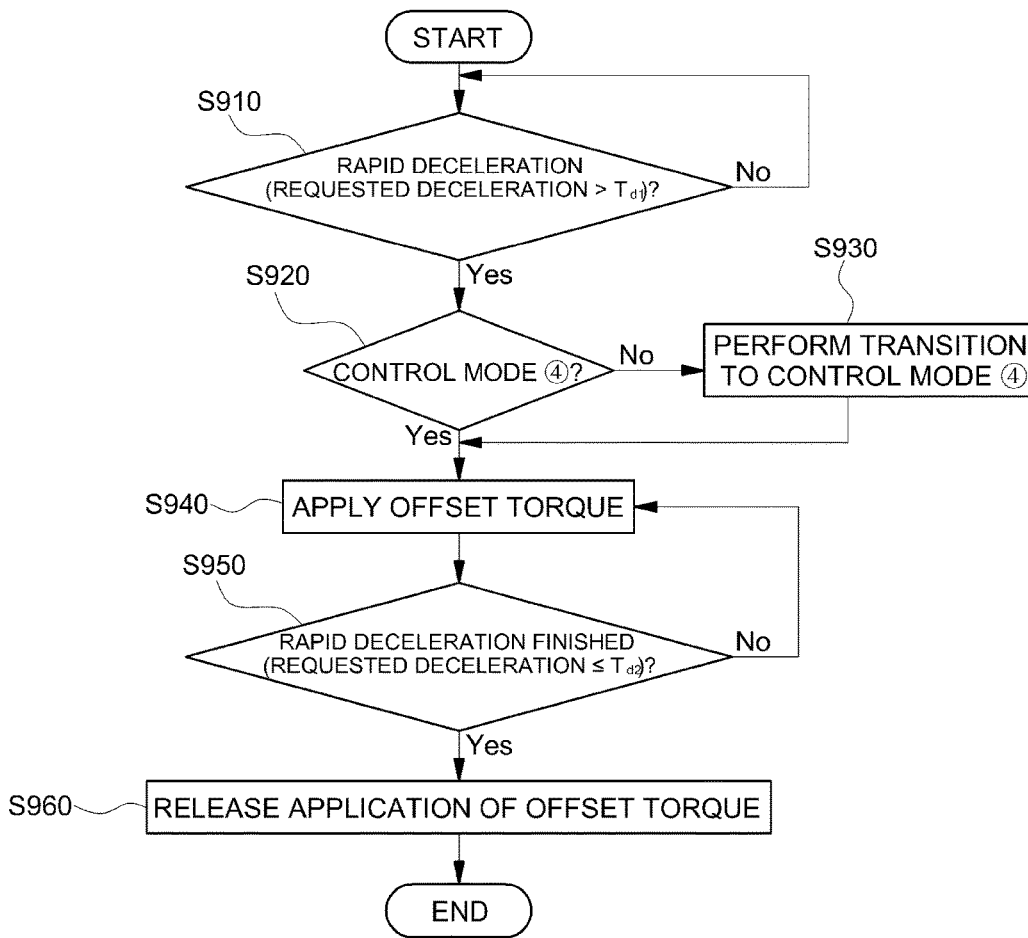 START
S910
RAPID DECELERATION
(REQUESTED DECELERATION > Td1)?
No
Yes
S920
CONTROL MODE ④?
No
S930
PERFORM TRANSITION
TO CONTROL MODE ④
Yes
S940
APPLY OFFSET TORQUE
S950
RAPID DECELERATION FINISHED
(REQUESTED DECELERATION ≤ Td2)?
No
Yes
S960
RELEASE APPLICATION OF OFFSET TORQUE
END